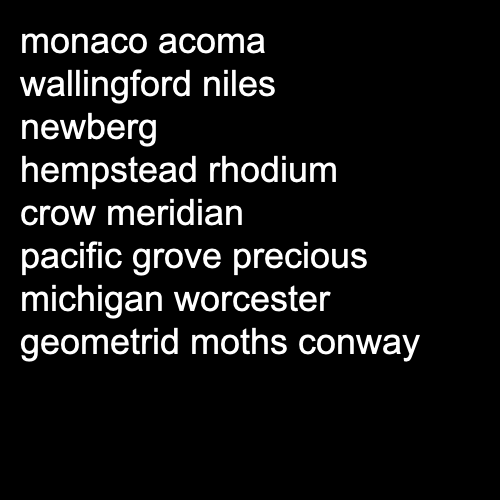 monaco acoma
wallingford niles
newberg
hempstead rhodium
crow meridian
pacific grove precious
michigan worcester
geometrid moths conway